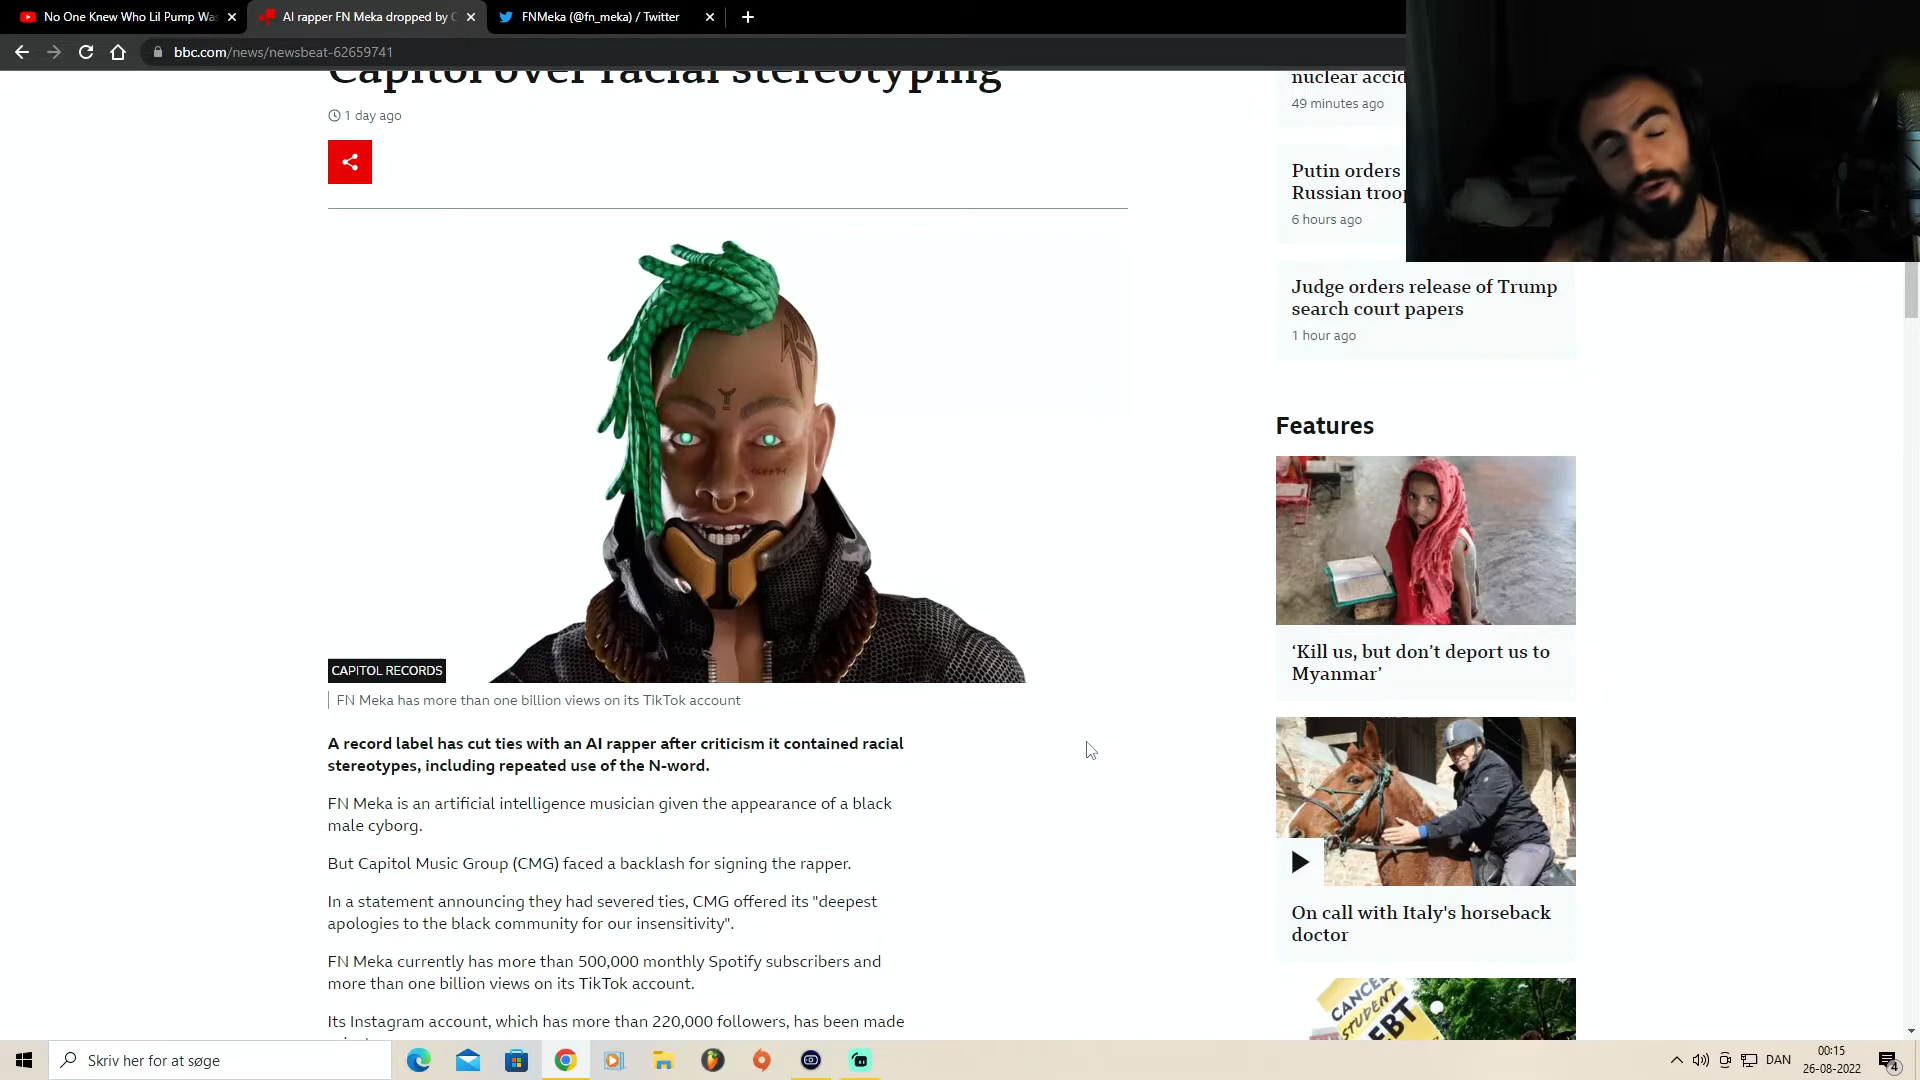 No One Knew Who Lil Pump Wa
AI rapper FN Meka dropped by C
FNMeka (@fn_meka) / Twitter
bbc.com/news/newsbeat-62659741
Capitol over racial stereotyping
1 day ago
CAPITOL RECORDS
FN Meka has more than one billion views on its TikTok account
A record label has cut ties with an AI rapper after criticism it contained racial
stereotypes, including repeated use of the N-word.
FN Meka is an artificial intelligence musician given the appearance of a black
male cyborg.
But Capitol Music Group (CMG) faced a backlash for signing the rapper.
In a statement announcing they had severed ties, CMG offered its "deepest
apologies to the black community for our insensitivity".
FN Meka currently has more than 500,000 monthly Spotify subscribers and
more than one billion views on its TikTok account.
Its Instagram account, which has more than 220,000 followers, has been made
nuclear accid
49 minutes ago
Putin orders
Russian troop
6 hours ago
Judge orders release of Trump
search court papers
1 hour ago
Features
‘Kill us, but don’t deport us to
Myanmar’
On call with Italy's horseback
doctor
CANCEL
STUDENT
DEBT
Skriv her for at søge
DAN
00:15
26-08-2022
4